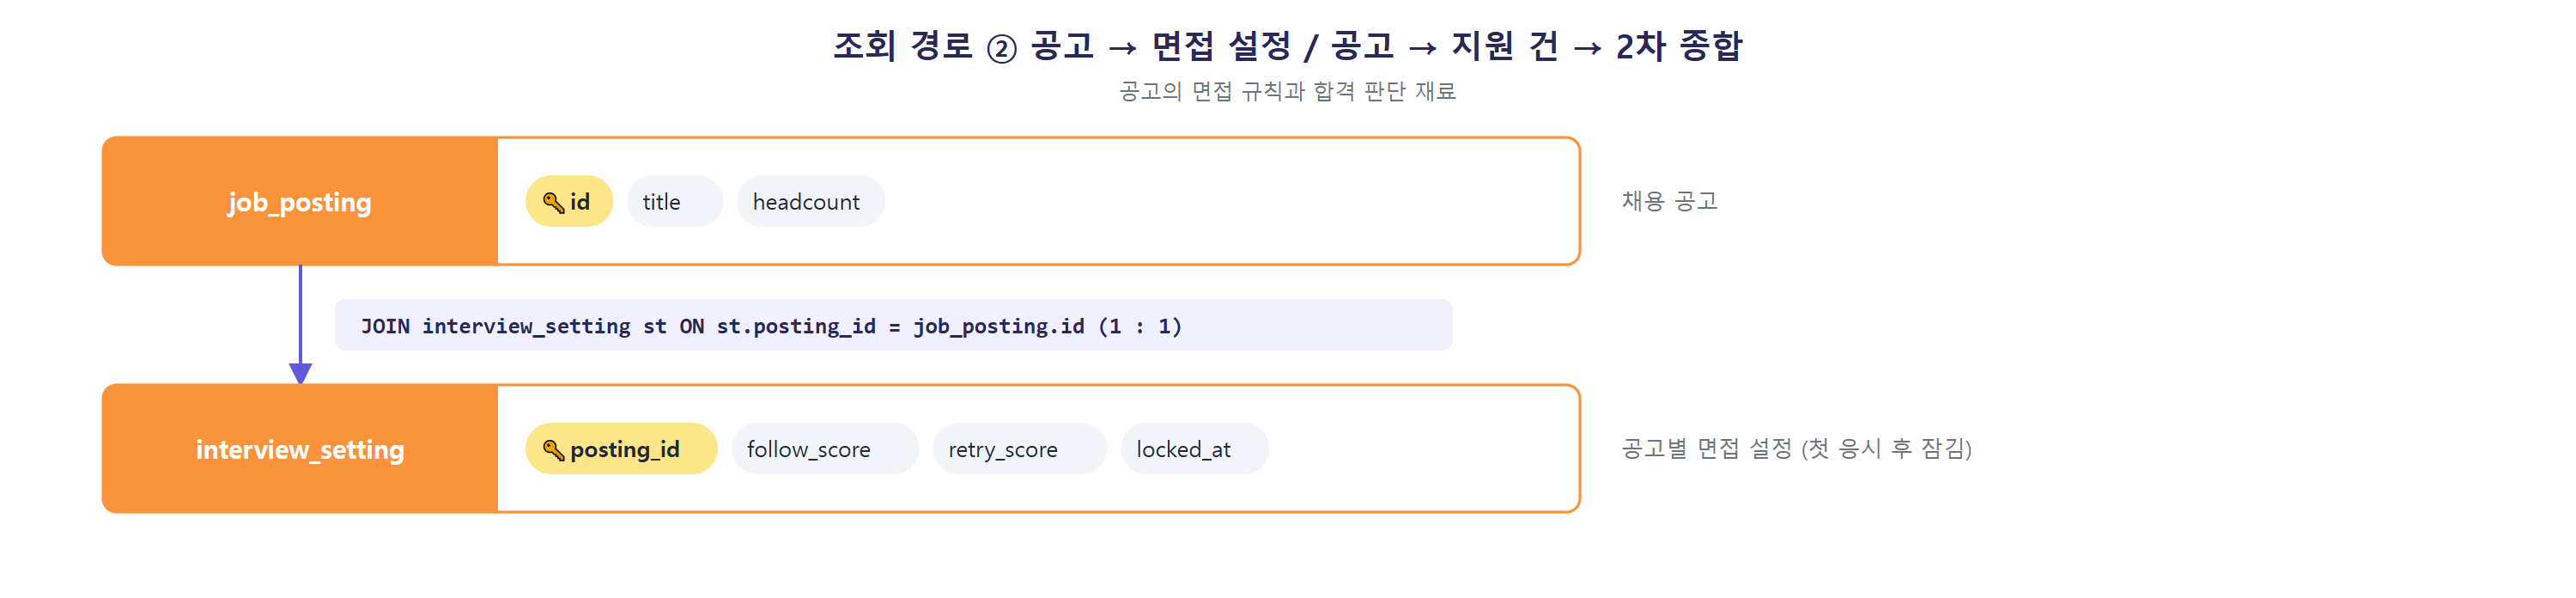 조회 경로 ② 공고 → 면접 설정 / 공고 → 지원 건 → 2차 종합
공고의 면접 규칙과 합격 판단 재료
job_posting
id title headcount
채용 공고
JOIN interview_setting st ON st.posting_id = job_posting.id (1 : 1)
interview_setting
posting_id follow_score retry_score locked_at
공고별 면접 설정 (첫 응시 후 잠김)